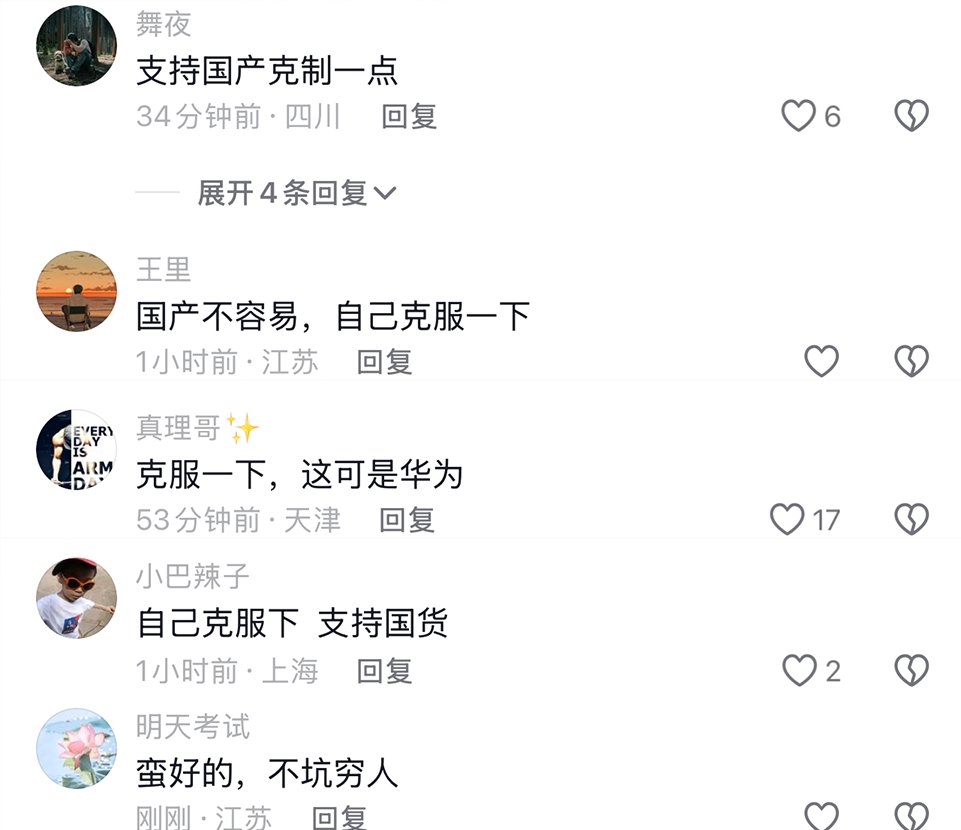 舞夜
支持国产克制一点
34分钟前 · 四川 回复
6
展开4条回复
王里
国产不容易，自己克服一下
1小时前 · 江苏 回复
EVERY
DAY
IS
ARM
DAY
真理哥✨
克服一下，这可是华为
53分钟前 · 天津 回复
17
小巴辣子
自己克服下 支持国货
1小时前 · 上海 回复
2
明天考试
蛮好的，不坑穷人
刚刚 · 江苏 回复